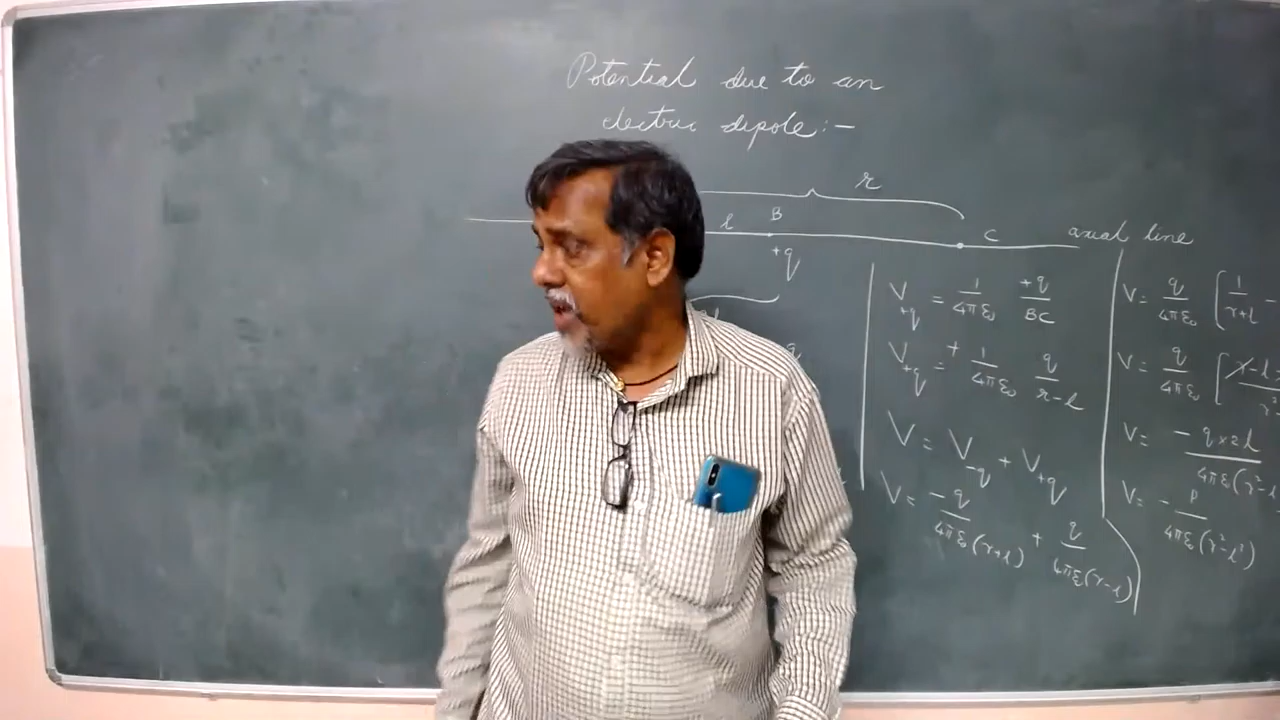 Potential due to an
electric dipole:-
r
l B C axial line
+q
V+q = 1/4πε₀ +q/BC
V+q = + 1/4πε₀ q/r-l
V = V-q + V+q
V = -q/4πε₀(r+l) + q/4πε₀(r-l)
V = q/4πε₀ [1/r+l -
V = q/4πε₀ [r-l-
V = - q×2l/4πε₀(r²-l
V = - p/4πε₀(r²-l²)